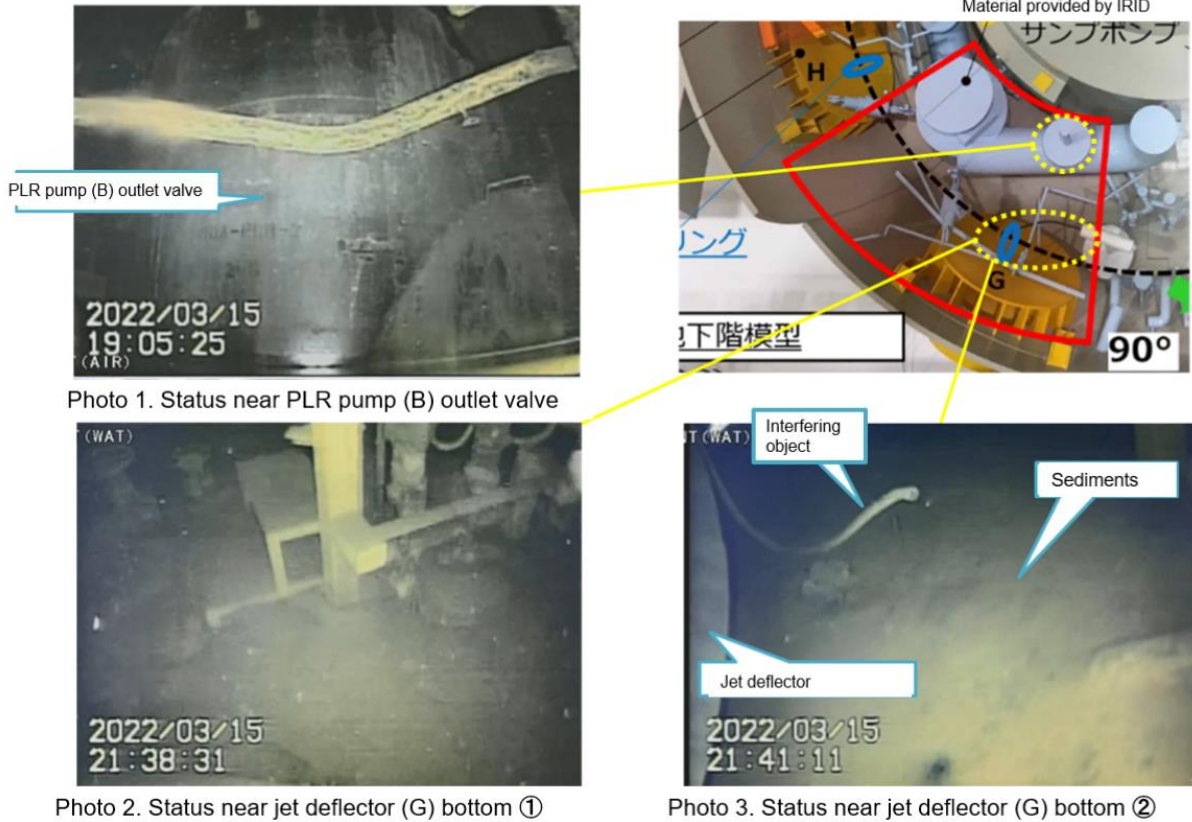 Material provided by IRID
サンプポンプ
H
PLR pump (B) outlet valve
リング
G
地下階模型
90°
2022/03/15
19:05:25
(AIR)
Photo 1. Status near PLR pump (B) outlet valve
(WAT)
2022/03/15
21:38:31
Photo 2. Status near jet deflector (G) bottom ①
NT(WAT)
Interfering
object
Sediments
Jet deflector
2022/03/15
21:41:11
Photo 3. Status near jet deflector (G) bottom ②